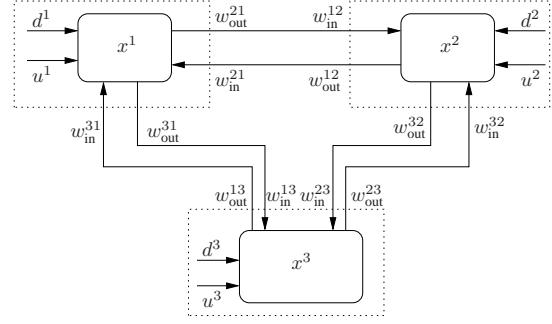 d^1 x^1 w_out^21 w_in^12 x^2 d^2
u^1 w_in^21 w_out^12 u^2
w_in^31 w_out^31 w_out^32 w_in^32
w_out^13 w_in^13 w_in^23 w_out^23
d^3 x^3
u^3